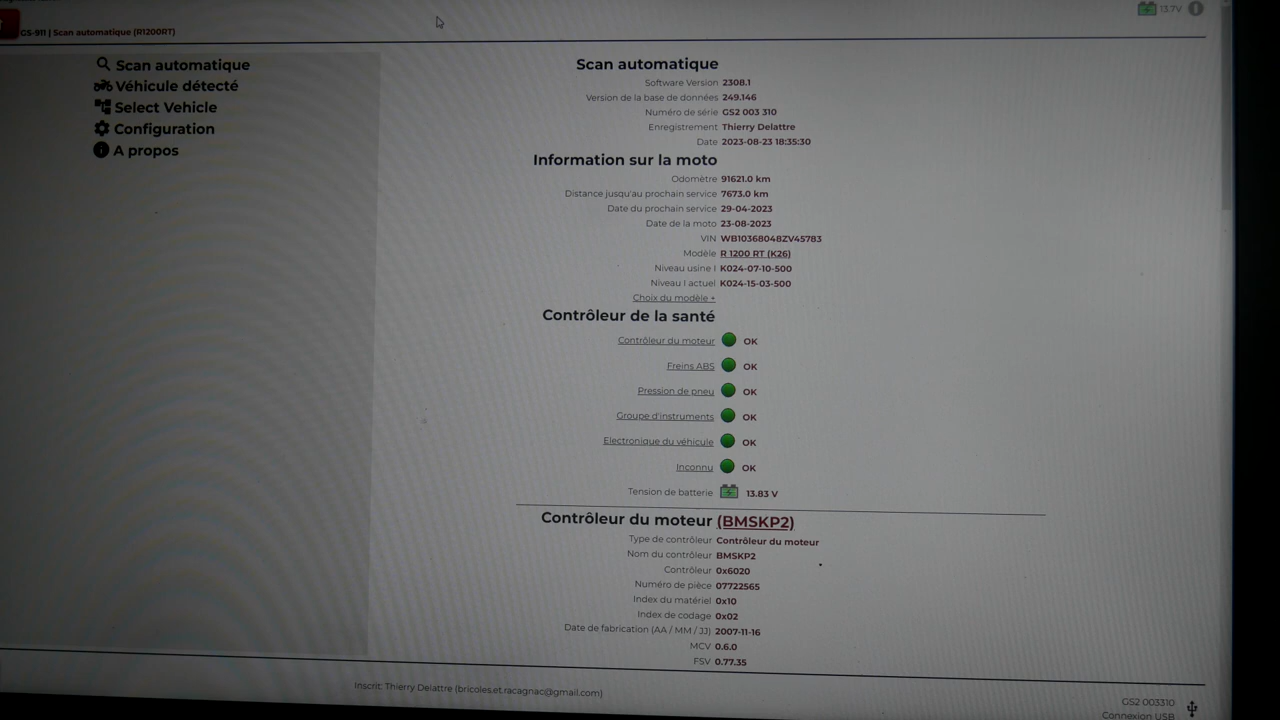 13.7V
GS-911 | Scan automatique (R1200RT)
Scan automatique
Véhicule détecté
Select Vehicle
Configuration
A propos
Scan automatique
Software Version 2308.1
Version de la base de données 249.146
Numéro de série GS2 003 310
Enregistrement Thierry Delattre
Date 2023-08-23 18:35:30
Information sur la moto
Odomètre 91621.0 km
Distance jusqu'au prochain service 7673.0 km
Date du prochain service 29-04-2023
Date de la moto 23-08-2023
VIN WB10368048ZV45783
Modèle R 1200 RT (K26)
Niveau usine I K024-07-10-500
Niveau I actuel K024-15-03-500
Choix du modèle +
Contrôleur de la santé
Contrôleur du moteur OK
Freins ABS OK
Pression de pneu OK
Groupe d'instruments OK
Electronique du véhicule OK
Inconnu OK
Tension de batterie 13.83 V
Contrôleur du moteur (BMSKP2)
Type de contrôleur Contrôleur du moteur
Nom du contrôleur BMSKP2
Contrôleur 0x6020
Numéro de pièce 07722565
Index du matériel 0x10
Index de codage 0x02
Date de fabrication (AA / MM / JJ) 2007-11-16
MCV 0.6.0
FSV 0.77.35
Inscrit: Thierry Delattre (bricoles.et.racagnac@gmail.com)
GS2 003310
Connexion USB